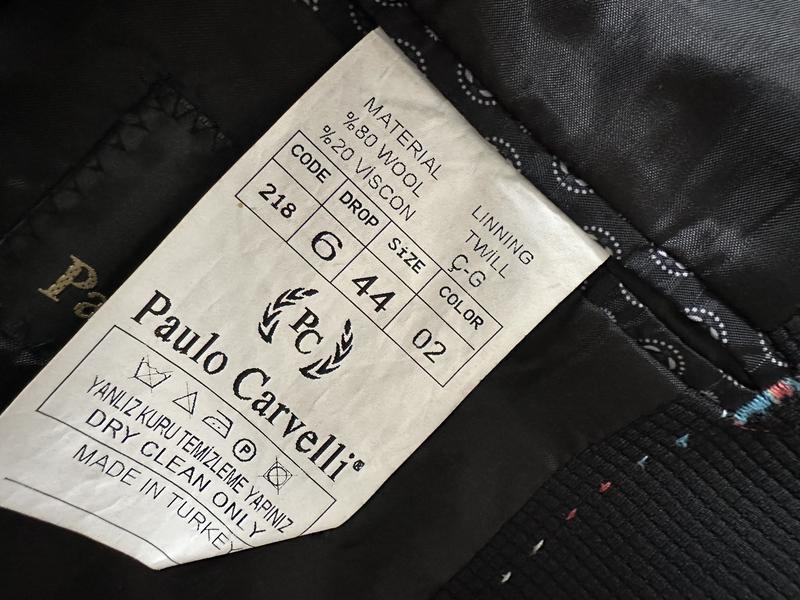 MATERIAL
%80 WOOL
%20 VISCON
LINNING
TWiLL
Ç-G
CODE DROP SiZE COLOR
218 6 44 02
PC
Paulo Carvelli®
P
YANLIZ KURU TEMİZLEME YAPINIZ
DRY CLEAN ONLY
MADE IN TURKEY
Pa